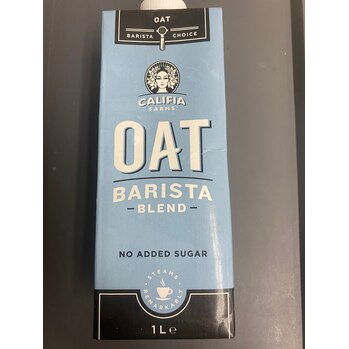 OAT
BARISTA CHOICE
CALIFIA
FARMS
OAT
BARISTA
BLEND
NO ADDED SUGAR
STEAMS
REMARKABLY
1L e